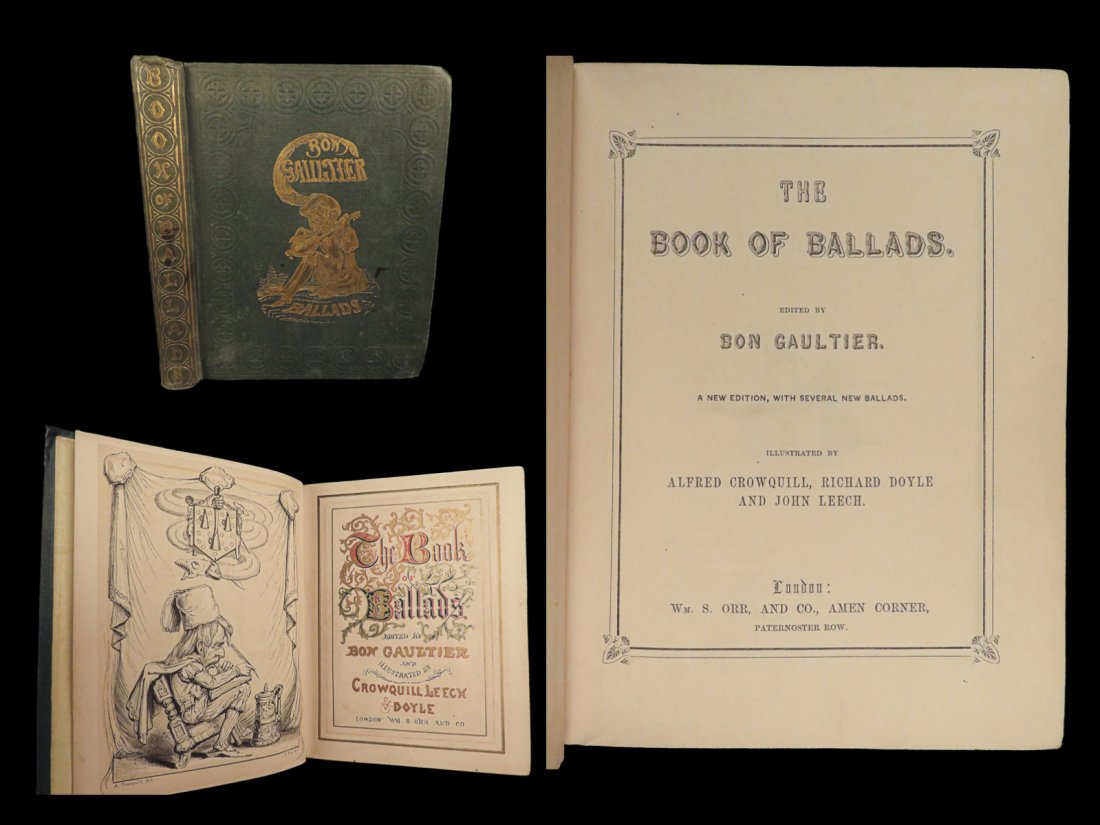 BOOK OF BALLADS
BON
GAULTIER
BALLADS
The Book
of
Ballads
EDITED BY
BON GAULTIER
AND
ILLUSTRATED BY
CROWQUILL LEECH
& DOYLE
LONDON WM S. ORR AND CO
THE
BOOK OF BALLADS.
EDITED BY
BON GAULTIER.
A NEW EDITION, WITH SEVERAL NEW BALLADS.
ILLUSTRATED BY
ALFRED CROWQUILL, RICHARD DOYLE
AND JOHN LEECH.
London:
WM. S. ORR, AND CO., AMEN CORNER,
PATERNOSTER ROW.